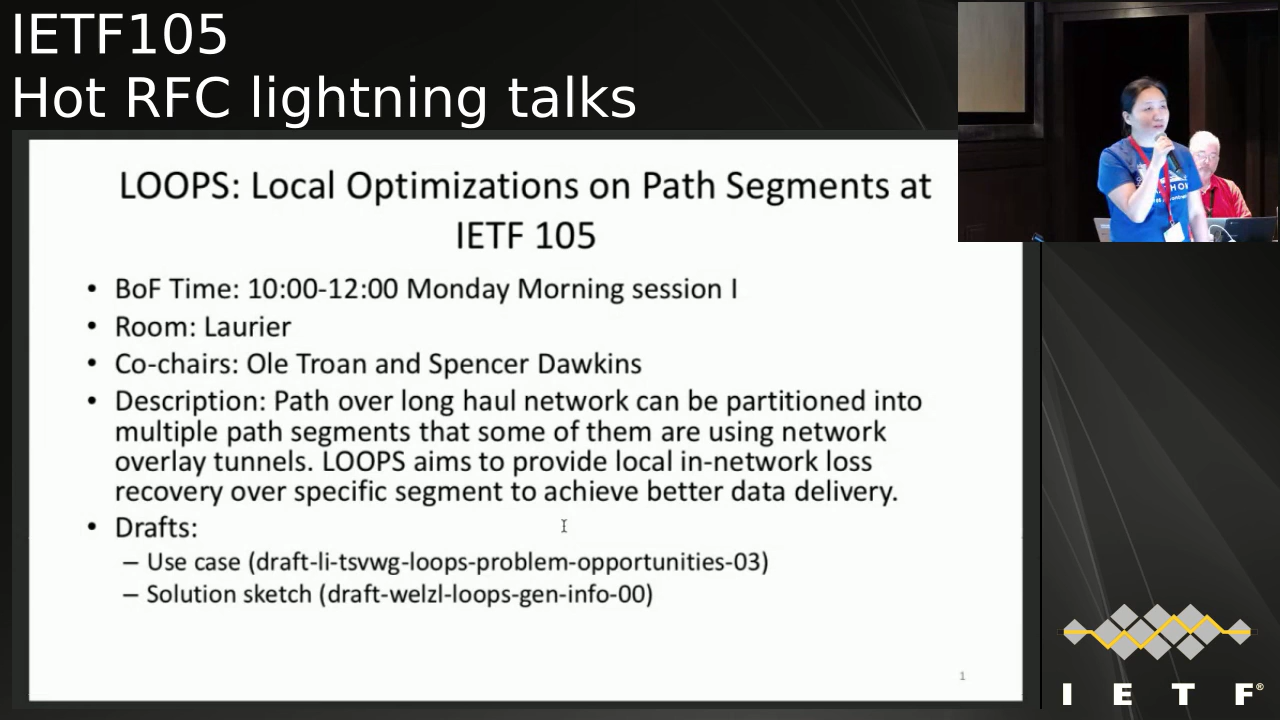 IETF105
Hot RFC lightning talks
LOOPS: Local Optimizations on Path Segments at
IETF 105
• BoF Time: 10:00-12:00 Monday Morning session I
• Room: Laurier
• Co-chairs: Ole Troan and Spencer Dawkins
• Description: Path over long haul network can be partitioned into
multiple path segments that some of them are using network
overlay tunnels. LOOPS aims to provide local in-network loss
recovery over specific segment to achieve better data delivery.
• Drafts:
– Use case (draft-li-tsvwg-loops-problem-opportunities-03)
– Solution sketch (draft-welzl-loops-gen-info-00)
1
I E T F®